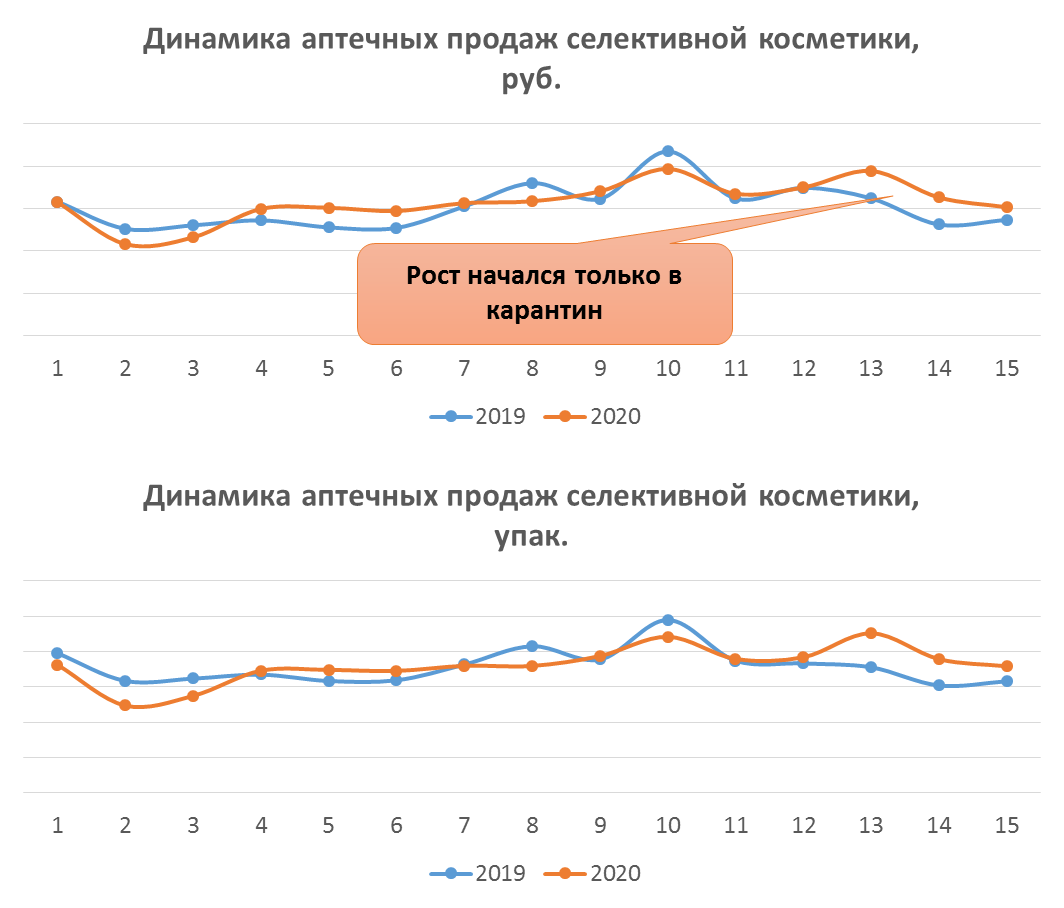 Динамика аптечных продаж селективной косметики,
руб.
Рост начался только в
карантин
1 2 3 4 5 6 7 8 9 10 11 12 13 14 15
2019 2020
Динамика аптечных продаж селективной косметики,
упак.
1 2 3 4 5 6 7 8 9 10 11 12 13 14 15
2019 2020